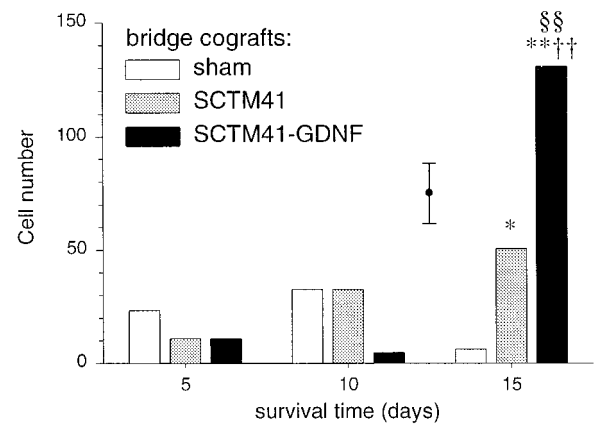 150
§§
**††
bridge cografts:
sham
SCTM41
SCTM41-GDNF
100
Cell number
*
50
0
5 10 15
survival time (days)